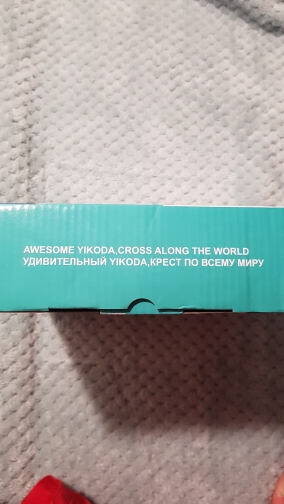 AWESOME YIKODA,CROSS ALONG THE WORLD
УДИВИТЕЛЬНЫЙ YIKODA,КРЕСТ ПО ВСЕМУ МИРУ